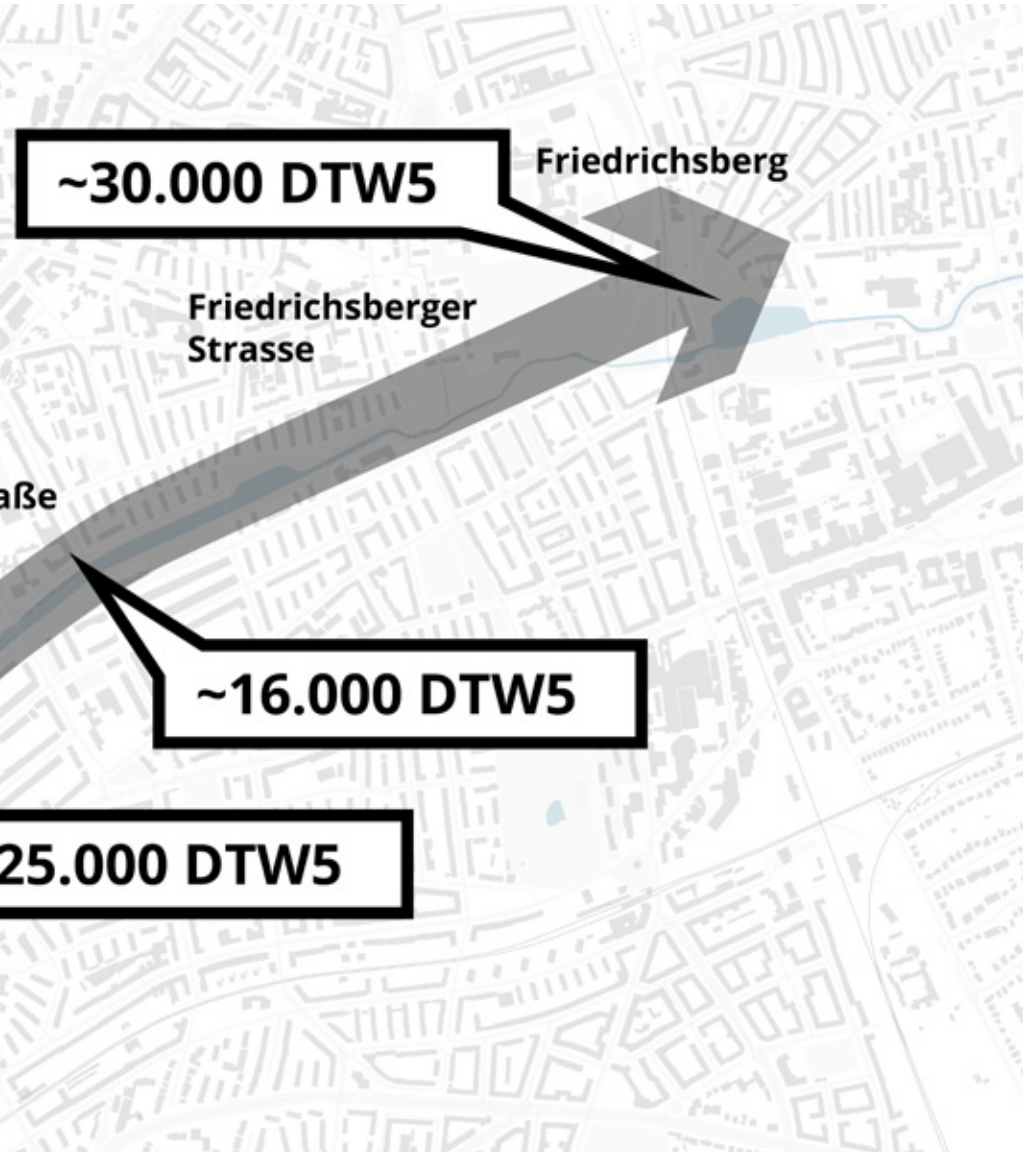 Friedrichsberg
~30.000 DTW5
Friedrichsberger
Strasse
aße
~16.000 DTW5
25.000 DTW5